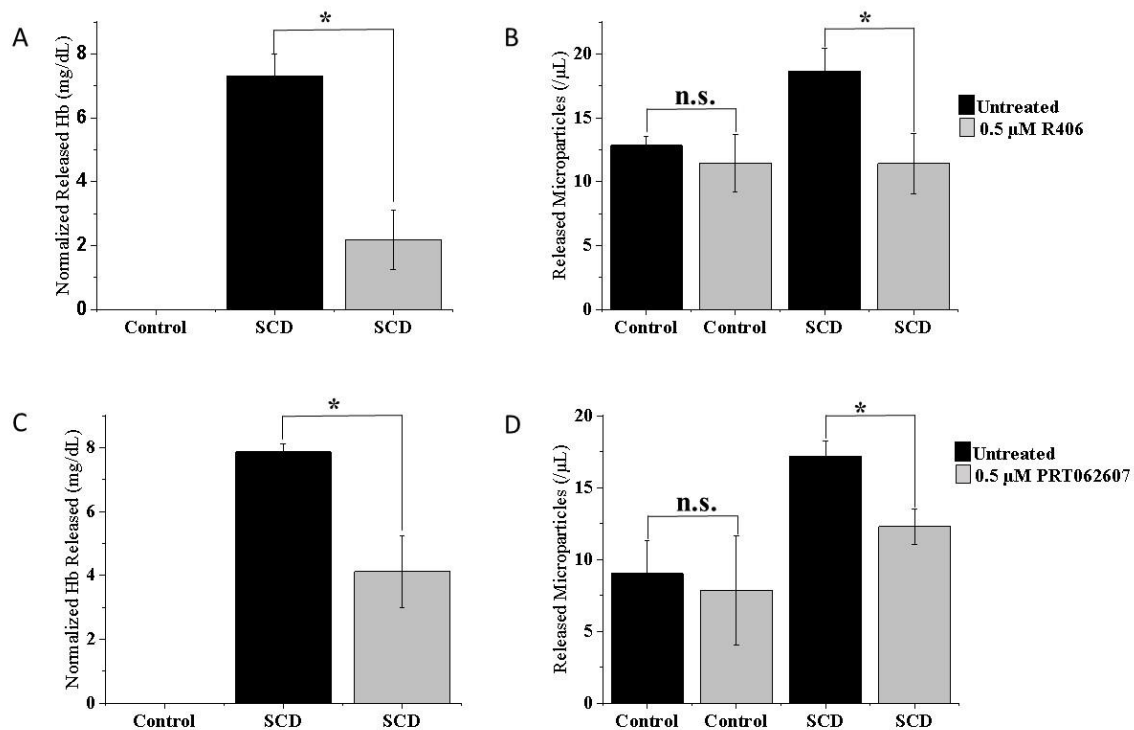 A
Normalized Released Hb (mg/dL)
8
6
4
2
0
*
Control SCD SCD
B
Released Microparticles (/µL)
20
15
10
5
0
n.s.
*
Control Control SCD SCD
Untreated
0.5 µM R406
C
Normalized Hb Released (mg/dL)
8
6
4
2
0
*
Control SCD SCD
D
Released Microparticles (/µL)
20
15
10
5
0
n.s.
*
Control Control SCD SCD
Untreated
0.5 µM PRT062607